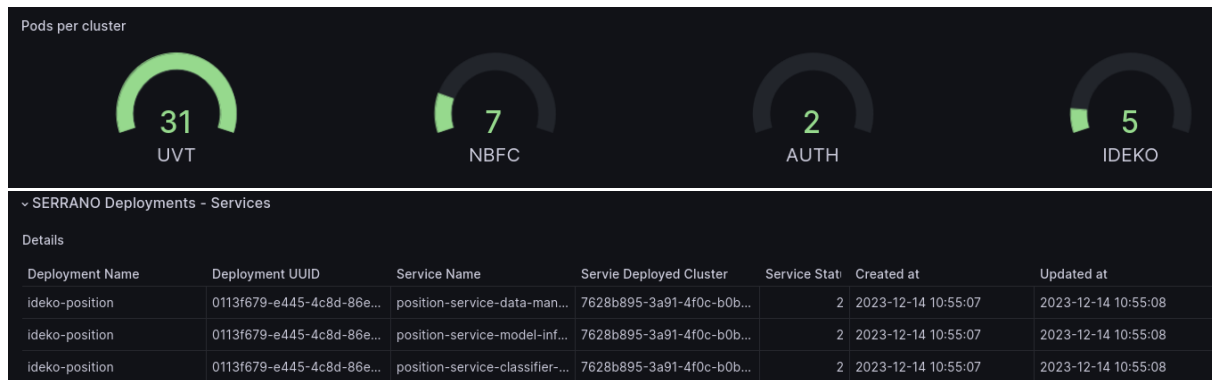 Pods per cluster
31 7 2 5
UVT NBFC AUTH IDEKO
SERRANO Deployments - Services
Details
Deployment Name Deployment UUID Service Name Servie Deployed Cluster Service Stat Created at Updated at
ideko-position 0113f679-e445-4c8d-86e... position-service-data-man... 7628b895-3a91-4f0c-b0b... 2 2023-12-14 10:55:07 2023-12-14 10:55:08
ideko-position 0113f679-e445-4c8d-86e... position-service-model-inf... 7628b895-3a91-4f0c-b0b... 2 2023-12-14 10:55:07 2023-12-14 10:55:08
ideko-position 0113f679-e445-4c8d-86e... position-service-classifier-... 7628b895-3a91-4f0c-b0b... 2 2023-12-14 10:55:07 2023-12-14 10:55:08